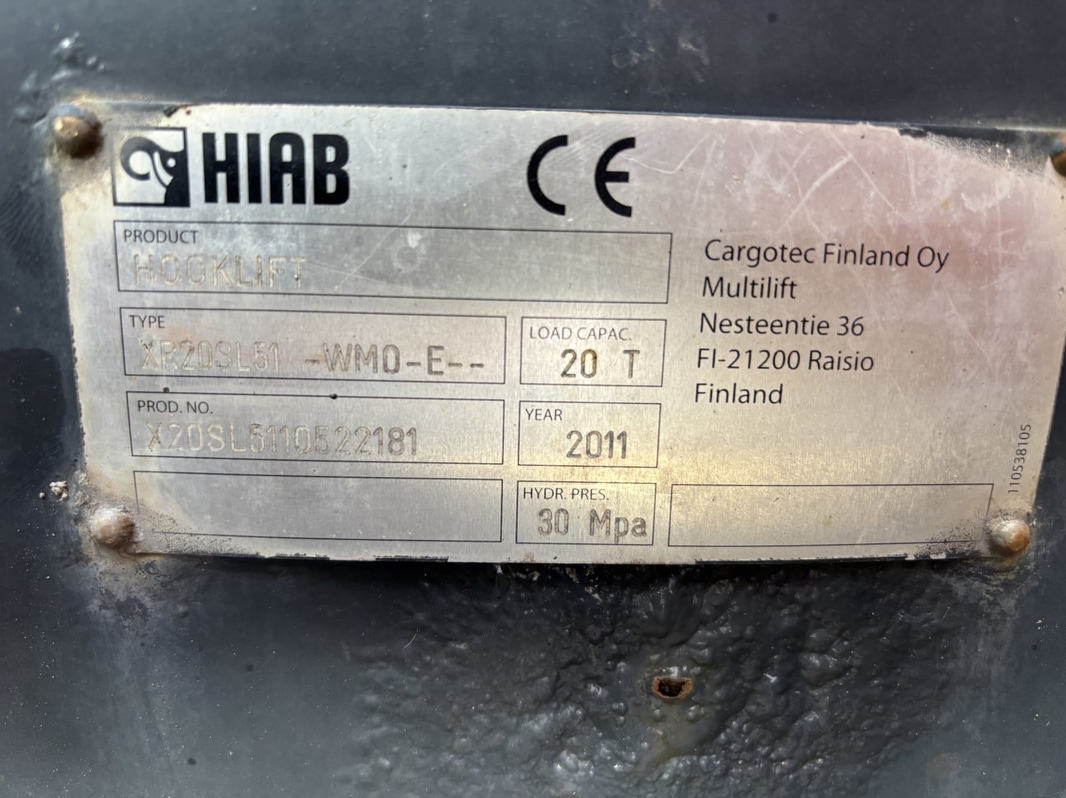 HIAB CE
PRODUCT
HOOKLIFT
TYPE
XR20SL51 -WMO-E--
LOAD CAPAC.
20 T
PROD. NO.
X20SL5110522181
YEAR
2011
HYDR. PRES.
30 Mpa
Cargotec Finland Oy
Multilift
Nesteentie 36
FI-21200 Raisio
Finland
110538105